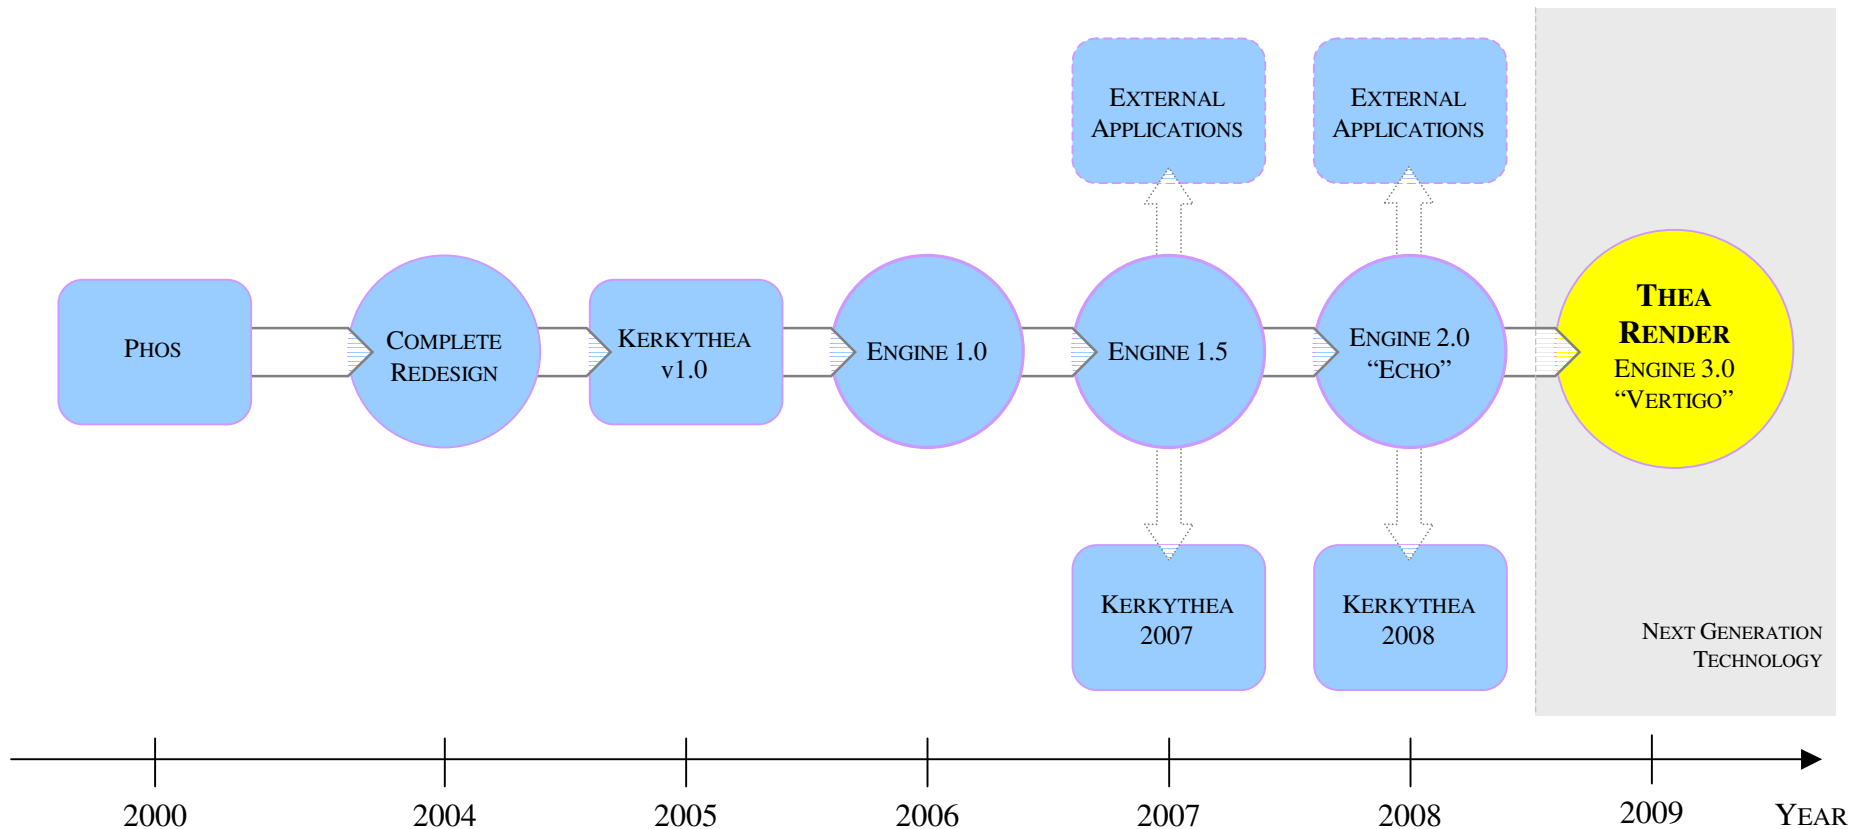 External
Applications
External
Applications
Phos
Complete
Redesign
Kerkythea
v1.0
Engine 1.0
Engine 1.5
Engine 2.0
“Echo”
Thea
Render
Engine 3.0
“Vertigo”
Kerkythea
2007
Kerkythea
2008
Next Generation
Technology
2000
2004
2005
2006
2007
2008
2009
Year